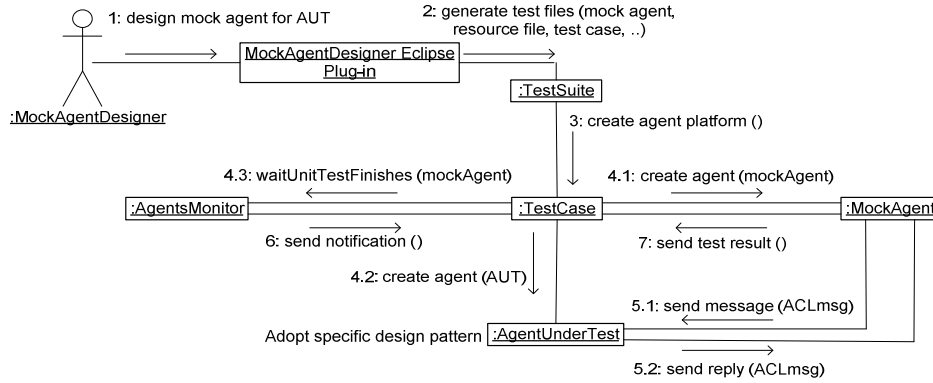 1: design mock agent for AUT
2: generate test files (mock agent,
resource file, test case, ..)
MockAgentDesigner Eclipse
Plug-in
:MockAgentDesigner
:TestSuite
3: create agent platform ()
4.3: waitUnitTestFinishes (mockAgent)
4.1: create agent (mockAgent)
:AgentsMonitor
:TestCase
:MockAgent
6: send notification ()
7: send test result ()
4.2: create agent (AUT)
5.1: send message (ACLmsg)
Adopt specific design pattern
:AgentUnderTest
5.2: send reply (ACLmsg)